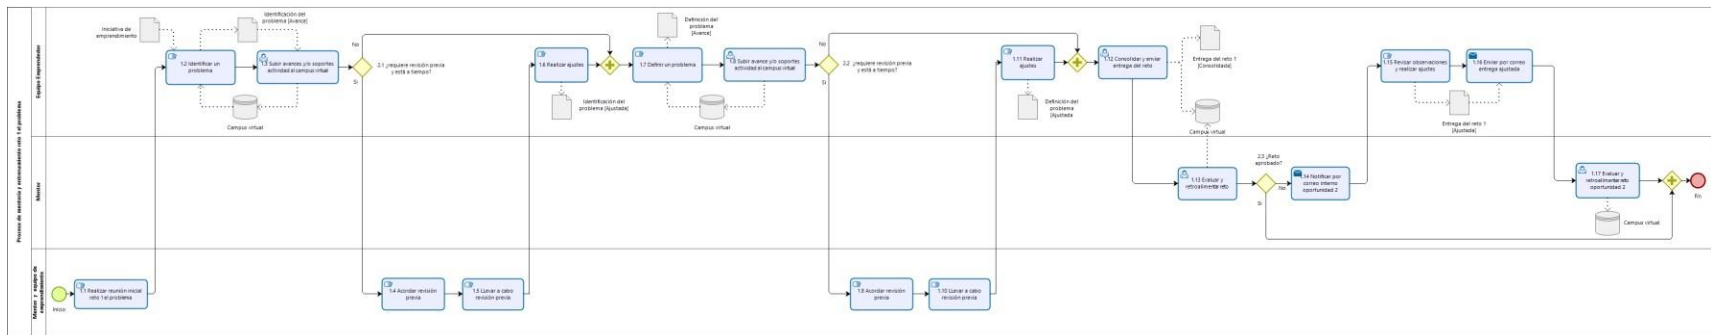 Proceso de mentoría y entrenamiento reto 1 el problema
Equipo Emprendedor
Iniciativa de
emprendimiento
Identificación del
problema [Avance]
1.2 Identificar un
problema
1.3 Subir avances y/o soportes
actividad al campus virtual
Campus virtual
No
Si
2.1 ¿requiere revisión previa
y está a tiempo?
1.6 Realizar ajustes
Identificación del
problema [Ajustada]
Definición del
problema
[Avance]
1.7 Definir un problema
1.8 Subir avance y/o soportes
actividad al campus virtual
Campus virtual
No
Si
2.2 ¿requiere revisión previa
y está a tiempo?
1.11 Realizar
ajustes
Definición del
problema
[Ajustada
1.12 Consolidar y enviar
entrega del reto
Entrega del reto 1
[Consolidada]
Campus virtual
1.15 Revisar observaciones
y realizar ajustes
1.16 Enviar por correo
entrega ajustada
Entrega del reto 1
[Ajustada]
Mentor
1.13 Evaluar y
retroalimentar reto
2.3 ¿Reto
aprobado?
No
Si
1.14 Notificar por
correo interno
oportunidad 2
1.17 Evaluar y
retroalimentar reto
oportunidad 2
Campus virtual
Fin
Mentor y equipo de
emprendimiento
Inicio
1.1 Realizar reunión inicial
reto 1 el problema
1.4 Acordar revisión
previa
1.5 LLevar a cabo
revisión previa
1.9 Acordar revisión
previa
1.10 LLevar a cabo
revisión previa